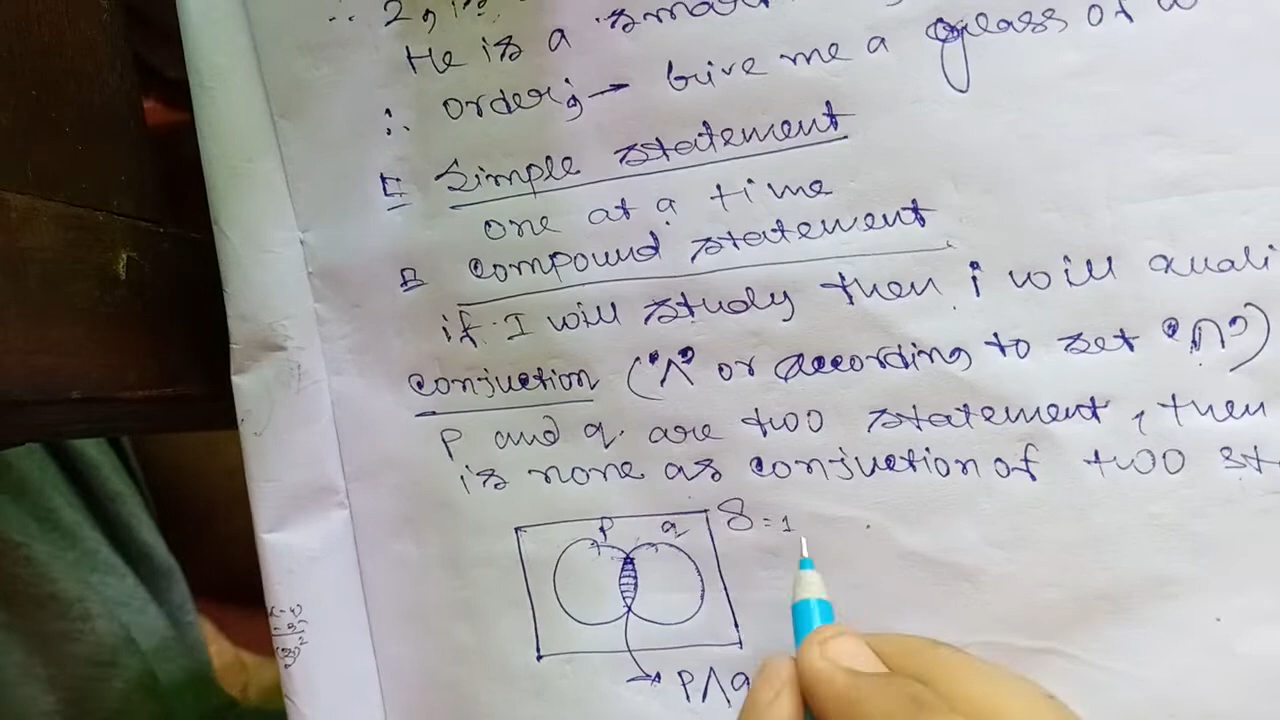 He is a
∴ order;→ Give me a glass of
Simple statement
one at a time
compound statement
if I will study then i will quali
conjuction ("∧" or according to set "∩")
P and q are two statement, then
is none as conjuction of two st
P q S=1
P∧q